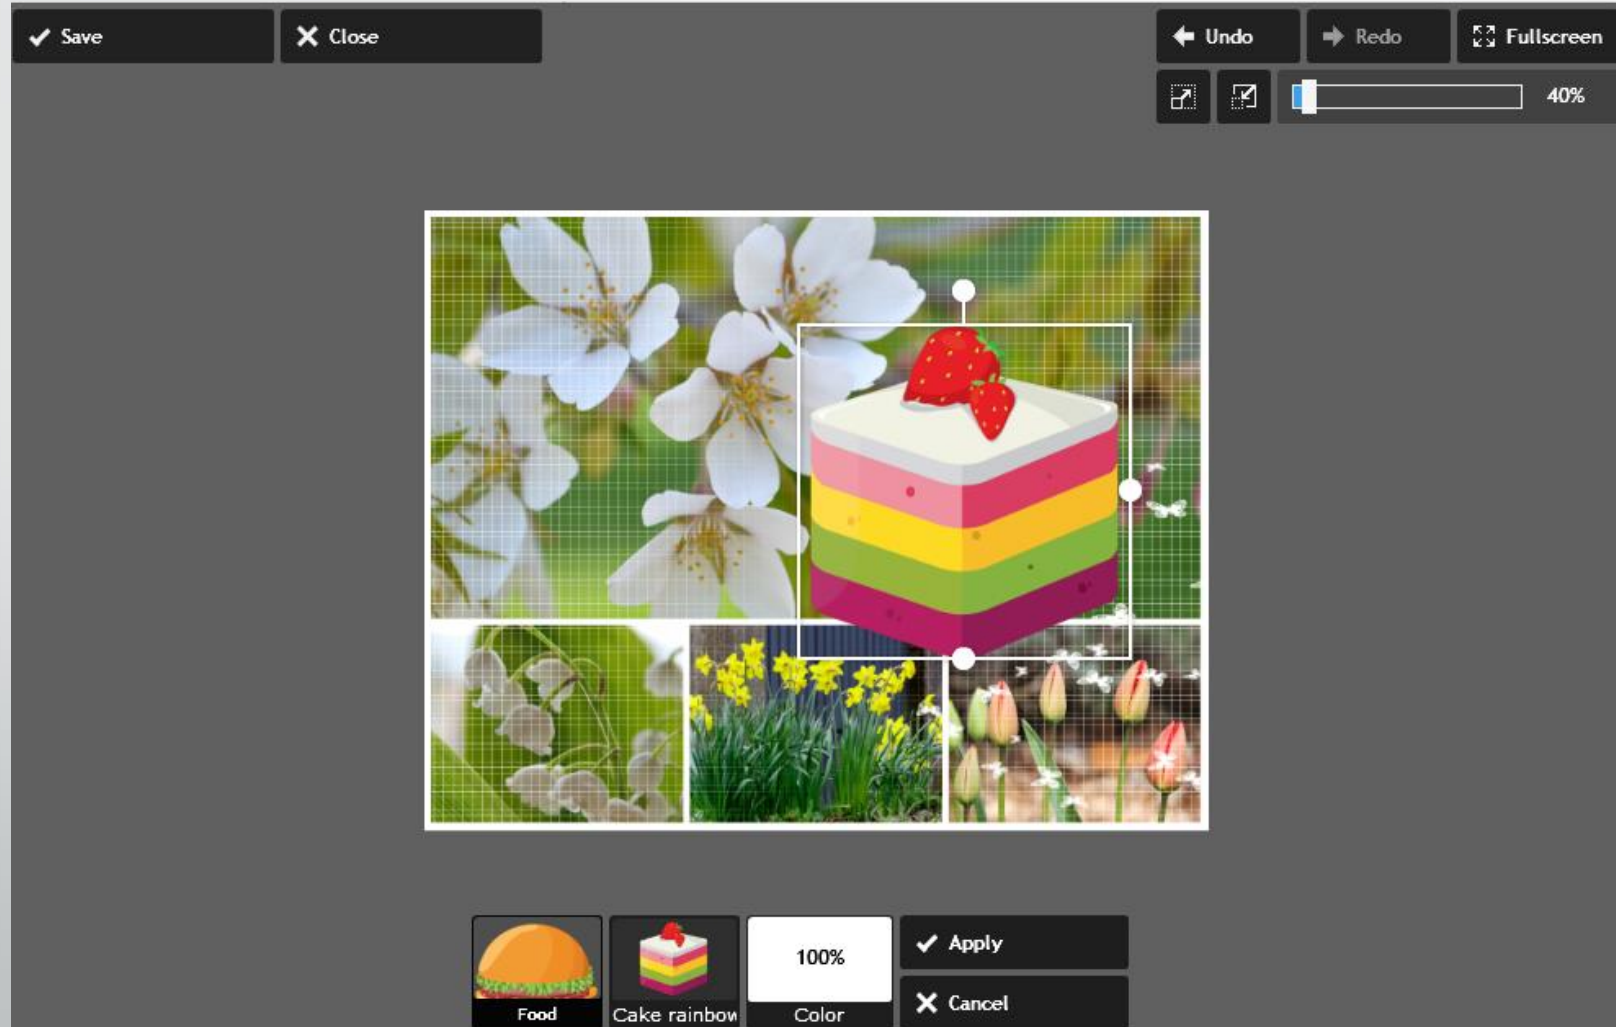 Save
Close
Undo
Redo
Fullscreen
40%
Food
Cake rainbow
100%
Color
Apply
Cancel